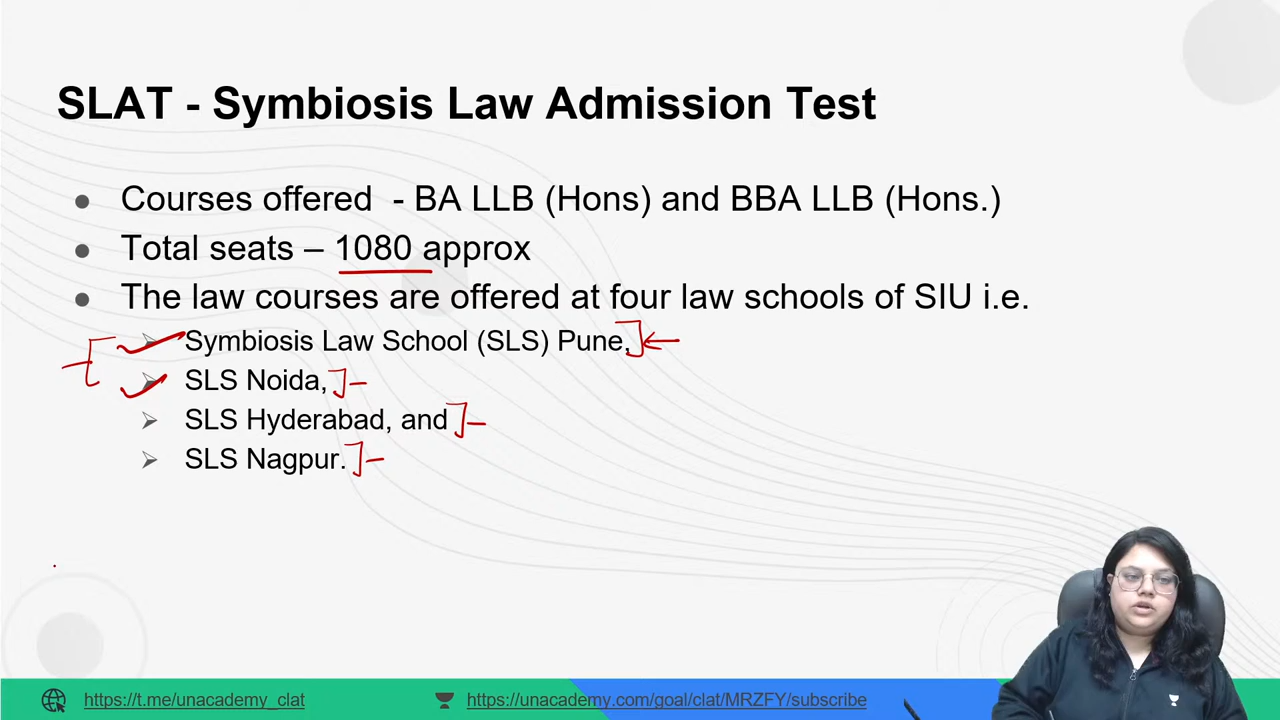 SLAT - Symbiosis Law Admission Test
● Courses offered - BA LLB (Hons) and BBA LLB (Hons.)
● Total seats – 1080 approx
● The law courses are offered at four law schools of SIU i.e.
➢ Symbiosis Law School (SLS) Pune,
➢ SLS Noida,
➢ SLS Hyderabad, and
➢ SLS Nagpur.
https://t.me/unacademy_clat https://unacademy.com/goal/clat/MRZFY/subscribe